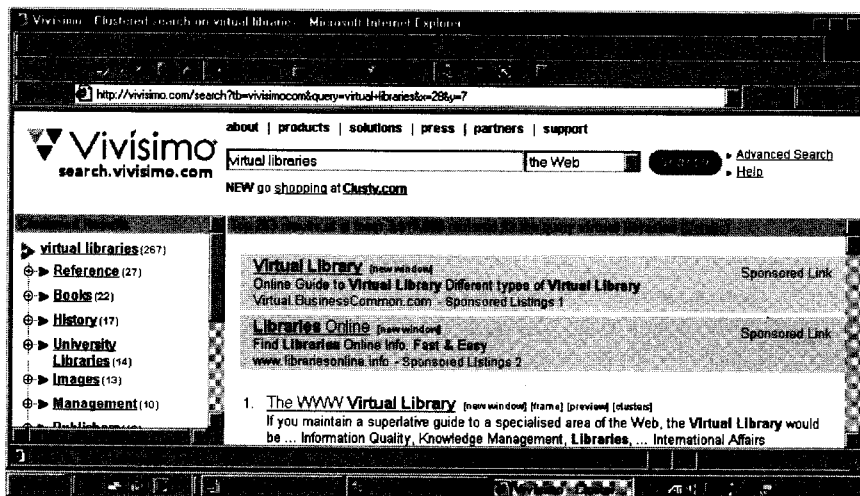 Vivisimo - Clustered search on virtual libraries - Microsoft Internet Explorer
http://vivisimo.com/search?tb=vivisimocom&query=virtual+libraries&x=28&y=7
about | products | solutions | press | partners | support
Vivísimo
virtual libraries the Web Search Advanced Search
search.vivisimo.com
Help
NEW go shopping at Clusty.com
virtual libraries (267)
Reference (27)
Books (22)
History (17)
University
Libraries (14)
Images (13)
Management (10)
Virtual Library [new window] Sponsored Link
Online Guide to Virtual Library Different types of Virtual Library
Virtual.BusinessCommon.com - Sponsored Listings 1
Libraries Online [new window] Sponsored Link
Find Libraries Online Info, Fast & Easy
www.librariesonline.info - Sponsored Listings 2
1. The WWW Virtual Library [new window] [frame] [preview] [clusters]
If you maintain a superlative guide to a specialised area of the Web, the Virtual Library would
be ... Information Quality, Knowledge Management, Libraries, ... International Affairs